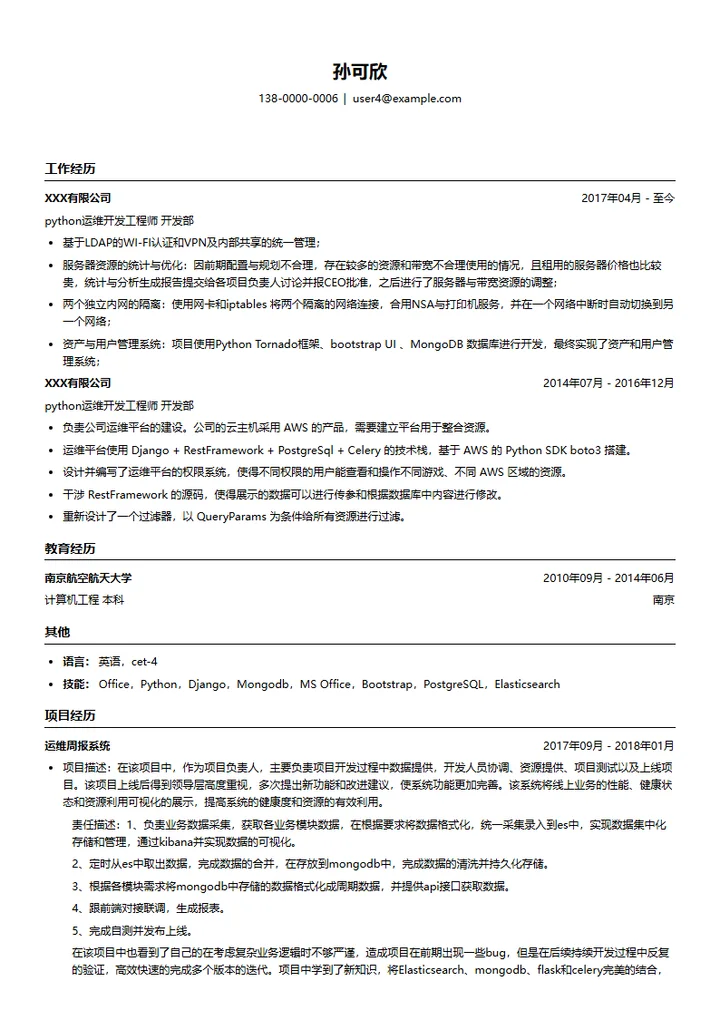 孙可欣
138-0000-0006 | user4@example.com
工作经历
XXX有限公司 2017年04月 - 至今
python运维开发工程师 开发部
• 基于LDAP的WI-FI认证和VPN及内部共享的统一管理；
• 服务器资源的统计与优化：因前期配置与规划不合理，存在较多的资源和带宽不合理使用的情况，且租用的服务器价格也比较
贵，统计与分析生成报告提交给各项目负责人讨论并报CEO批准，之后进行了服务器与带宽资源的调整；
• 两个独立内网的隔离：使用网卡和iptables 将两个隔离的网络连接，合用NSA与打印机服务，并在一个网络中断时自动切换到另
一个网络；
• 资产与用户管理系统：项目使用Python Tornado框架、bootstrap UI 、MongoDB 数据库进行开发，最终实现了资产和用户管
理系统；
XXX有限公司 2014年07月 - 2016年12月
python运维开发工程师 开发部
• 负责公司运维平台的建设。公司的云主机采用 AWS 的产品，需要建立平台用于整合资源。
• 运维平台使用 Django + RestFramework + PostgreSql + Celery 的技术栈，基于 AWS 的 Python SDK boto3 搭建。
• 设计并编写了运维平台的权限系统，使得不同权限的用户能查看和操作不同游戏、不同 AWS 区域的资源。
• 干涉 RestFramework 的源码，使得展示的数据可以进行传参和根据数据库中内容进行修改。
• 重新设计了一个过滤器，以 QueryParams 为条件给所有资源进行过滤。
教育经历
南京航空航天大学 2010年09月 - 2014年06月
计算机工程 本科 南京
其他
• 语言： 英语，cet-4
• 技能： Office，Python，Django，Mongodb，MS Office，Bootstrap，PostgreSQL，Elasticsearch
项目经历
运维周报系统 2017年09月 - 2018年01月
• 项目描述：在该项目中，作为项目负责人，主要负责项目开发过程中数据提供，开发人员协调、资源提供、项目测试以及上线项
目。该项目上线后得到领导层高度重视，多次提出新功能和改进建议，使系统功能更加完善。该系统将线上业务的性能、健康状
态和资源利用可视化的展示，提高系统的健康度和资源的有效利用。
责任描述：1、负责业务数据采集，获取各业务模块数据，在根据要求将数据格式化，统一采集录入到es中，实现数据集中化
存储和管理，通过kibana并实现数据的可视化。
2、定时从es中取出数据，完成数据的合并，在存放到mongodb中，完成数据的清洗并持久化存储。
3、根据各模块需求将mongodb中存储的数据格式化成周期数据，并提供api接口获取数据。
4、跟前端对接联调，生成报表。
5、完成自测并发布上线。
在该项目中也看到了自己的在考虑复杂业务逻辑时不够严谨，造成项目在前期出现一些bug，但是在后续持续开发过程中反复
的验证，高效快速的完成多个版本的迭代。项目中学到了新知识，将Elasticsearch、mongodb、flask和celery完美的结合，